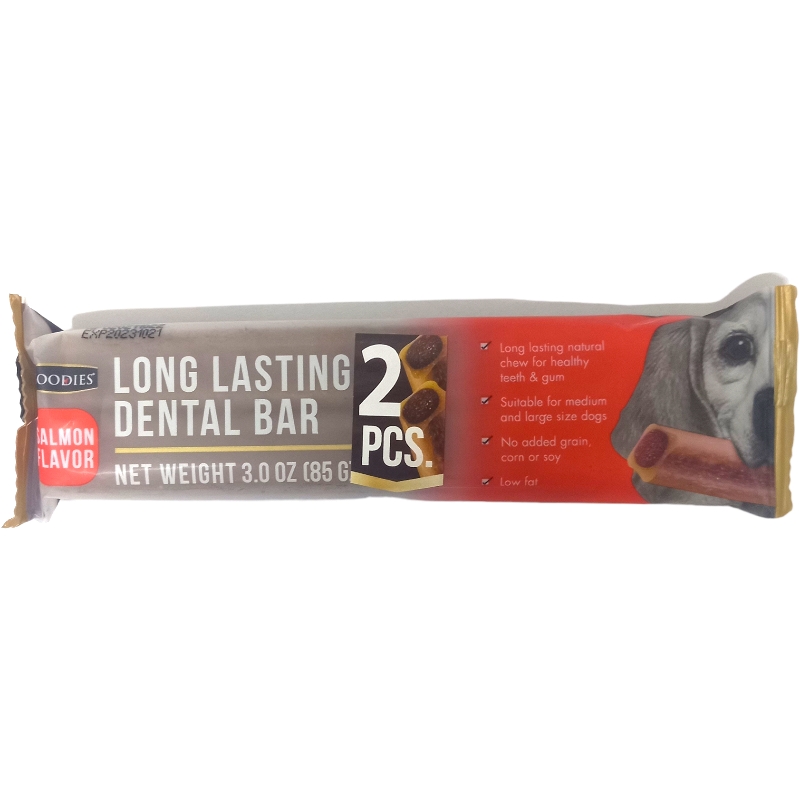 EXP20231021
OODIES
SALMON
FLAVOR
LONG LASTING
DENTAL BAR
NET WEIGHT 3.0 OZ (85 G
2
PCS.
Long lasting natural
chew for healthy
teeth & gum
Suitable for medium
and large size dogs
No added grain,
corn or soy
Low fat